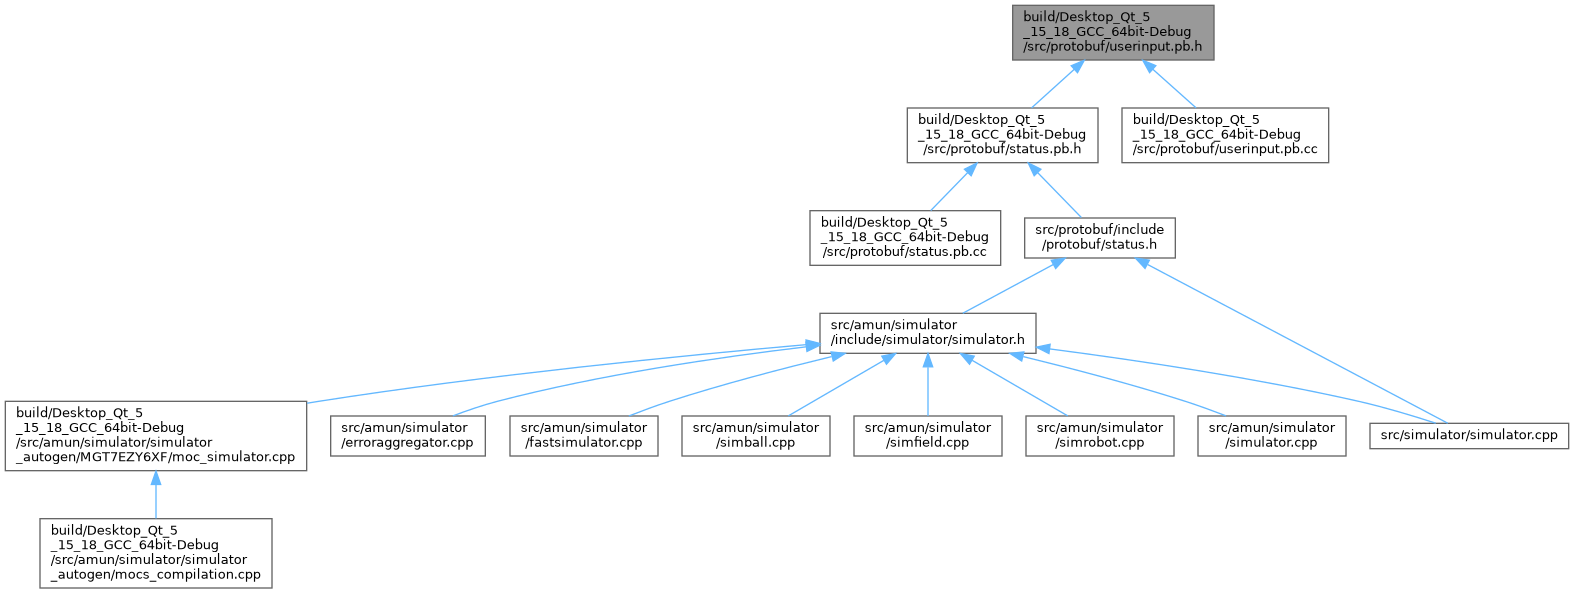 build/Desktop_Qt_5
_15_18_GCC_64bit-Debug
/src/protobuf/userinput.pb.h
build/Desktop_Qt_5
_15_18_GCC_64bit-Debug
/src/protobuf/status.pb.h
build/Desktop_Qt_5
_15_18_GCC_64bit-Debug
/src/protobuf/userinput.pb.cc
build/Desktop_Qt_5
_15_18_GCC_64bit-Debug
/src/protobuf/status.pb.cc
src/protobuf/include
/protobuf/status.h
src/amun/simulator
/include/simulator/simulator.h
build/Desktop_Qt_5
_15_18_GCC_64bit-Debug
/src/amun/simulator/simulator
_autogen/MGT7EZY6XF/moc_simulator.cpp
src/amun/simulator
/erroraggregator.cpp
src/amun/simulator
/fastsimulator.cpp
src/amun/simulator
/simball.cpp
src/amun/simulator
/simfield.cpp
src/amun/simulator
/simrobot.cpp
src/amun/simulator
/simulator.cpp
src/simulator/simulator.cpp
build/Desktop_Qt_5
_15_18_GCC_64bit-Debug
/src/amun/simulator/simulator
_autogen/mocs_compilation.cpp